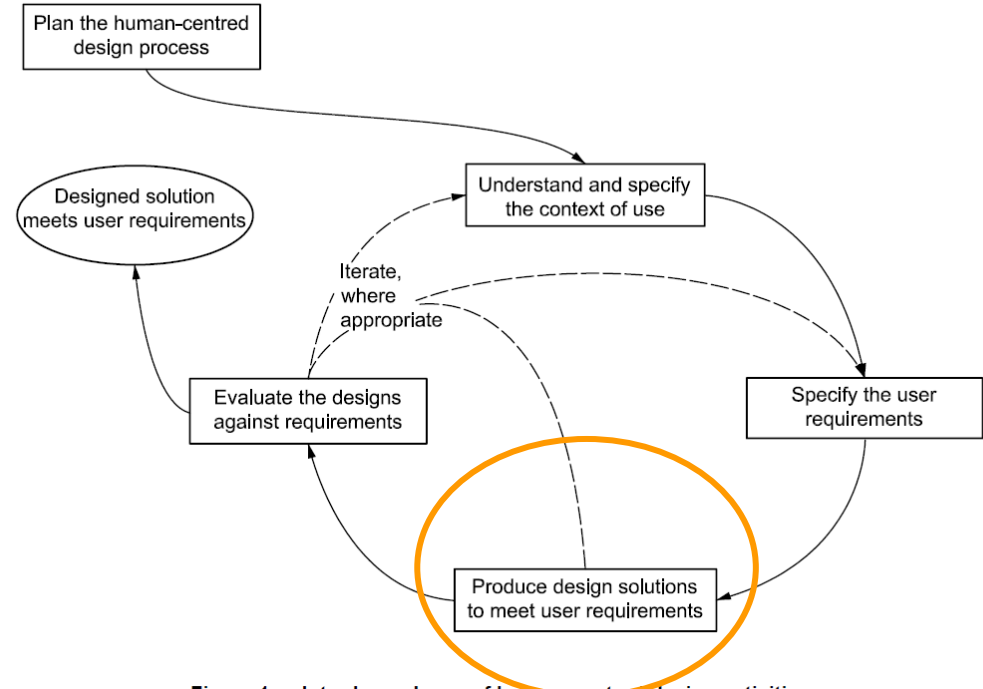 Plan the human-centred
design process
Understand and specify
the context of use
Designed solution
meets user requirements
Iterate,
where
appropriate
Evaluate the designs
against requirements
Specify the user
requirements
Produce design solutions
to meet user requirements